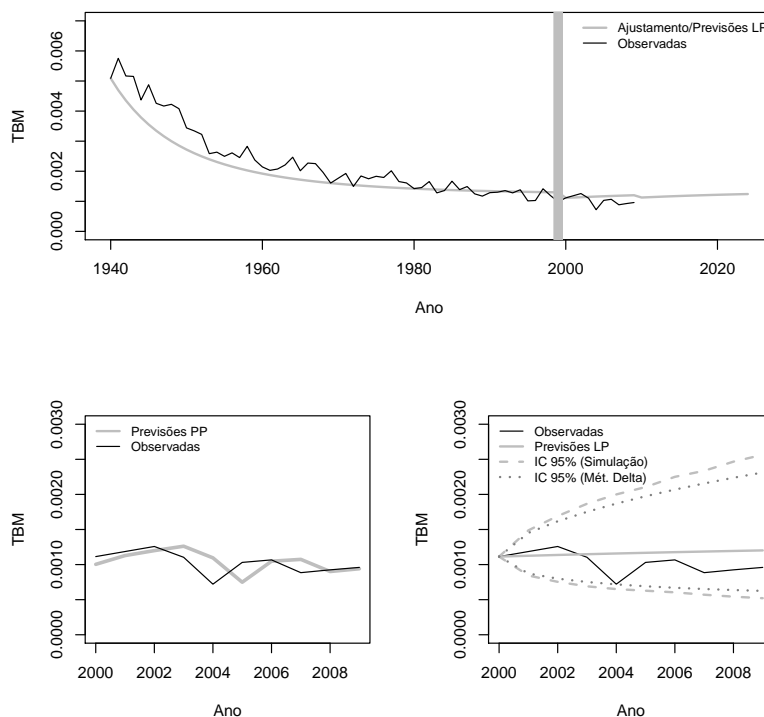 Ajustamento/Previsões LP
Observadas
TBM
0.006
0.004
0.002
0.000
1940
1960
1980
2000
2020
Ano
Previsões PP
Observadas
TBM
0.0030
0.0020
0.0010
0.0000
2000
2002
2004
2006
2008
Ano
Observadas
Previsões LP
IC 95% (Simulação)
IC 95% (Mét. Delta)
TBM
0.0030
0.0020
0.0010
0.0000
2000
2002
2004
2006
2008
Ano